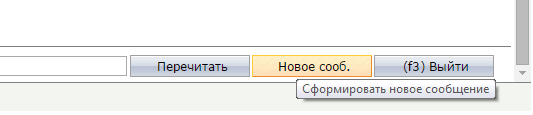 Перечитать Новое сооб. (f3) Выйти
Сформировать новое сообщение